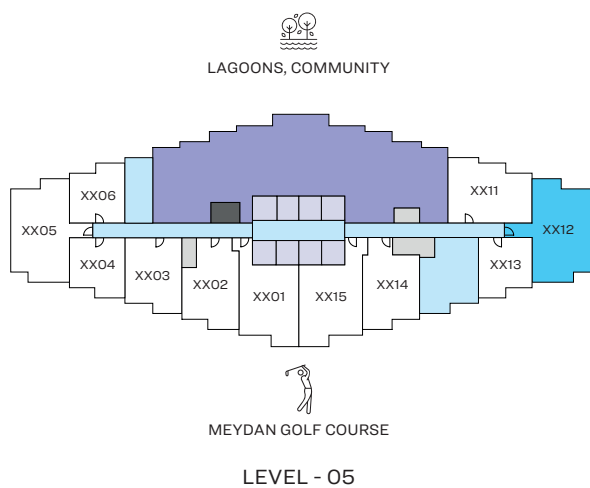 LAGOONS, COMMUNITY
XX06
XX11
XX05
XX12
XX04
XX03
XX02
XX01
XX15
XX14
XX13
MEYDAN GOLF COURSE
LEVEL - 05